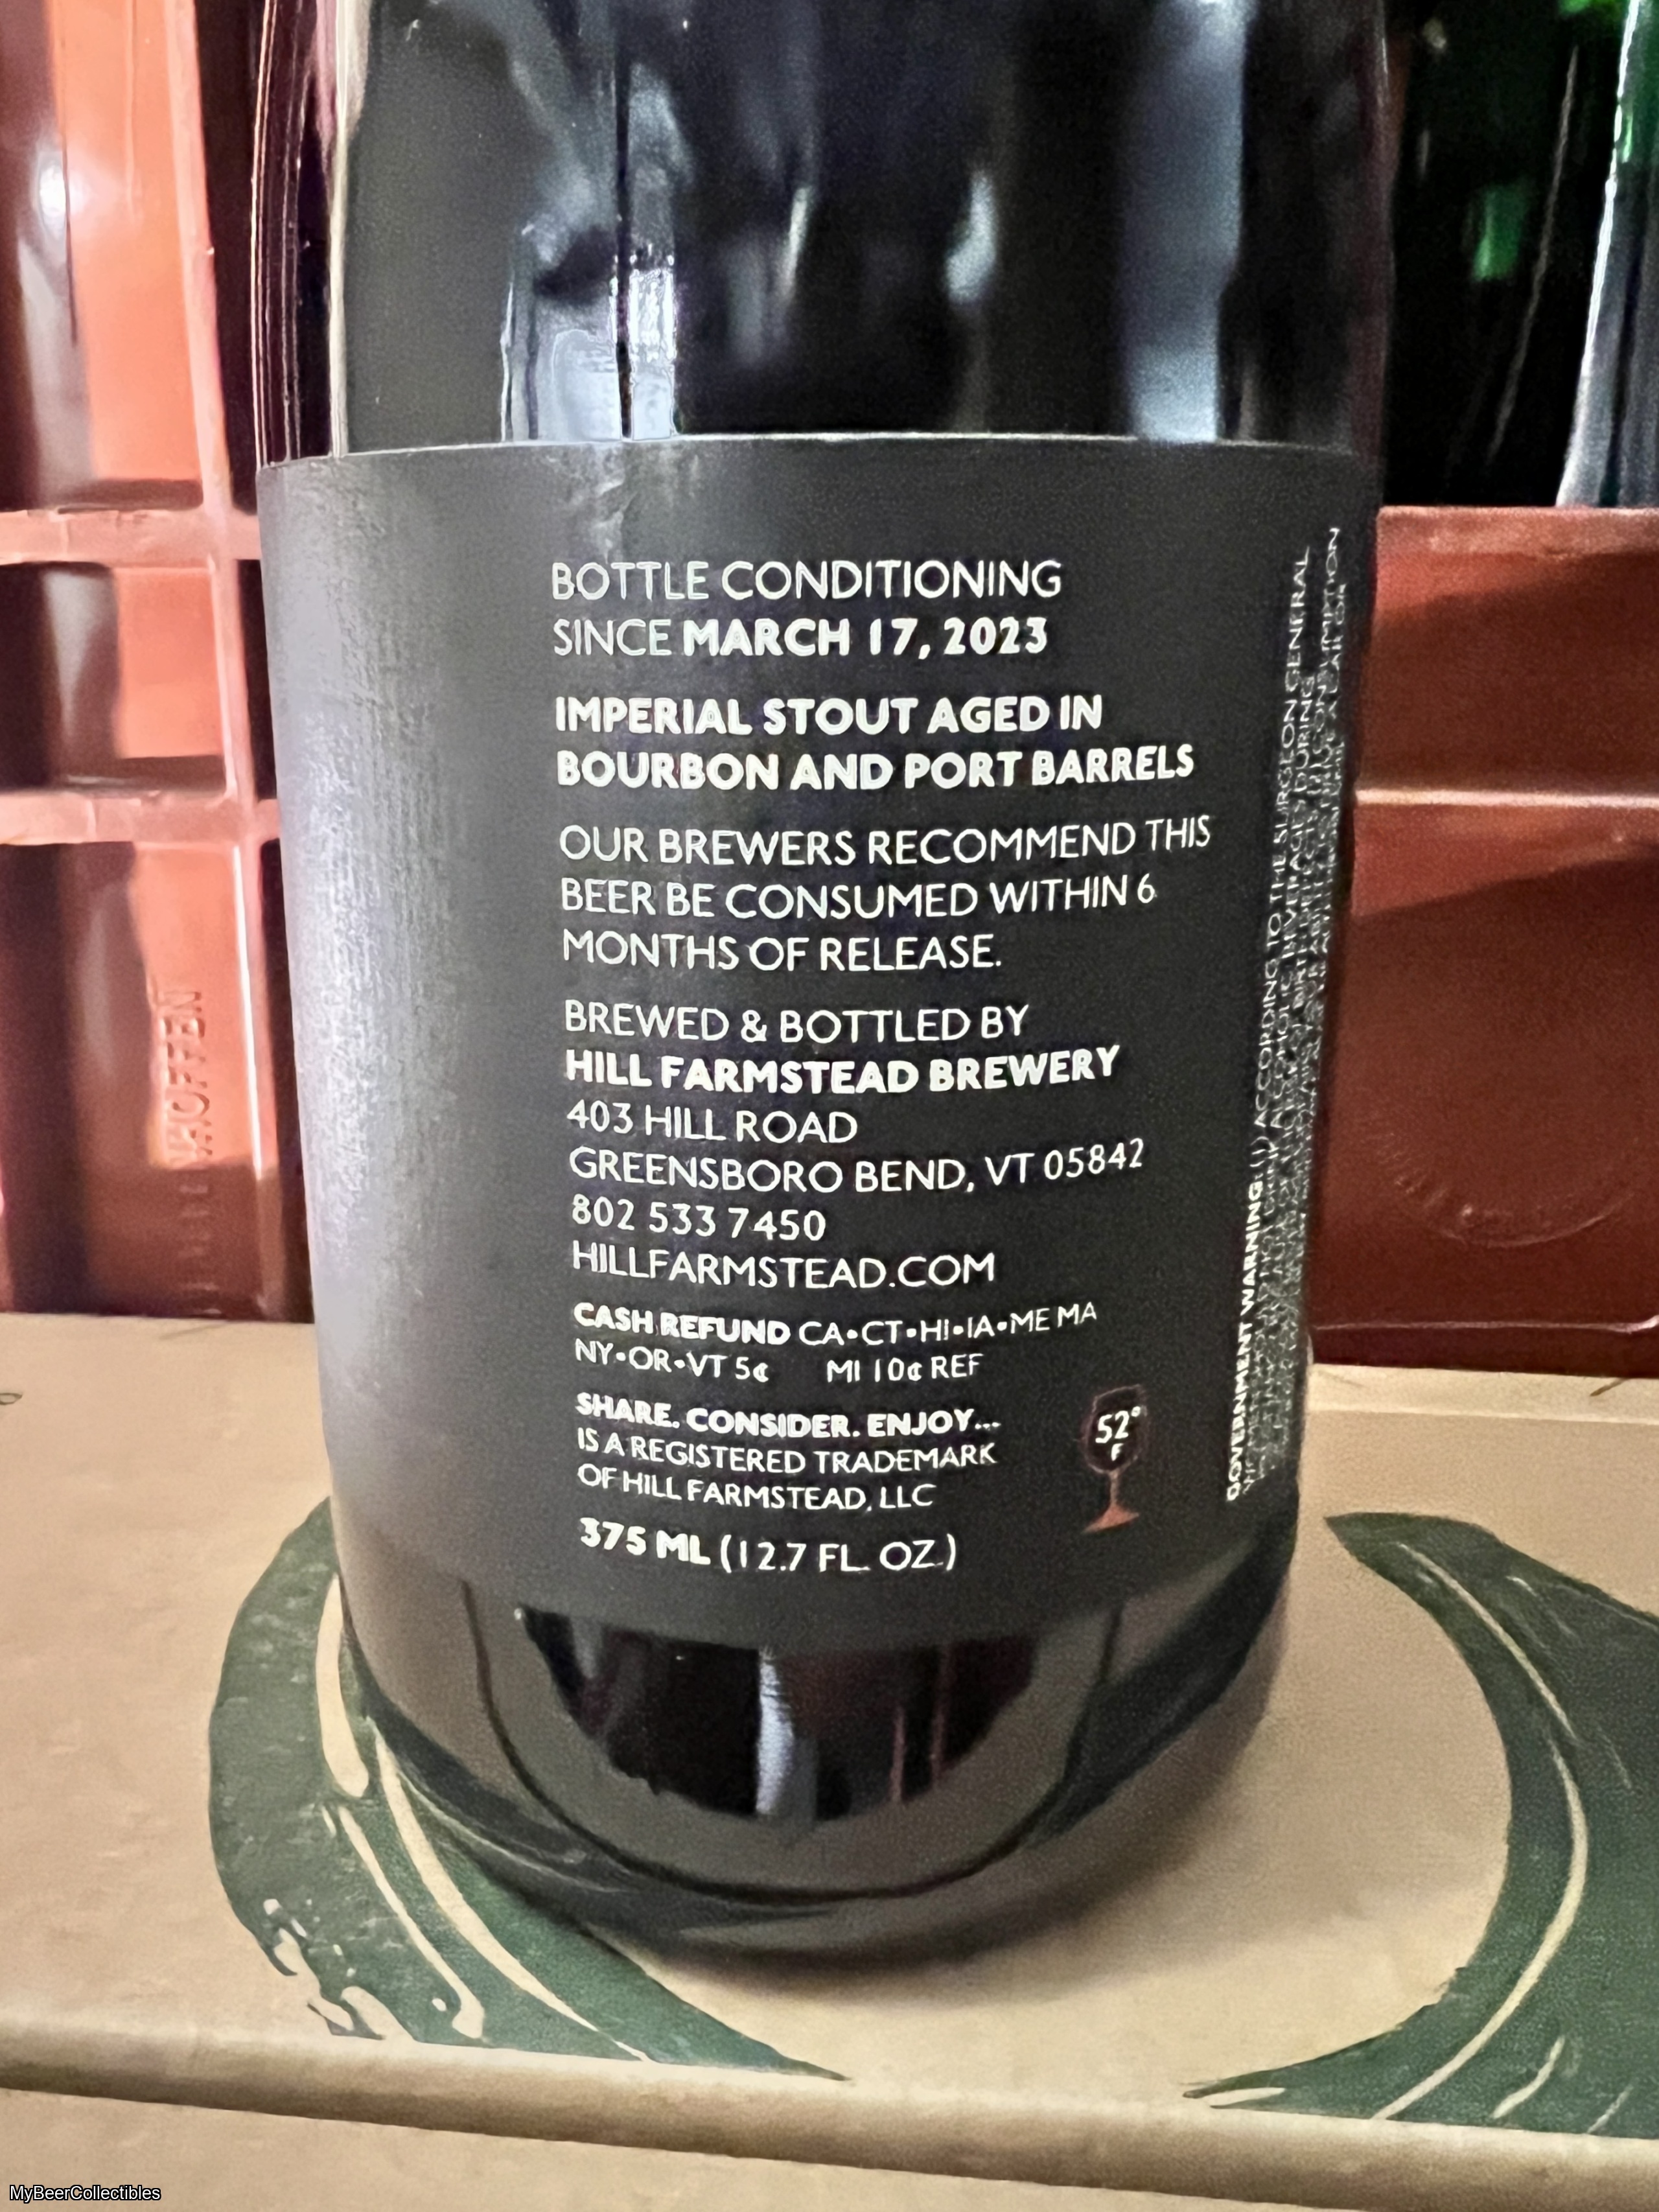 BOTTLE CONDITIONING
SINCE MARCH 17, 2023
IMPERIAL STOUT AGED IN
BOURBON AND PORT BARRELS
OUR BREWERS RECOMMEND THIS
BEER BE CONSUMED WITHIN 6
MONTHS OF RELEASE.
BREWED & BOTTLED BY
HILL FARMSTEAD BREWERY
403 HILL ROAD
GREENSBORO BEND, VT 05842
802 533 7450
HILLFARMSTEAD.COM
CASH REFUND CA•CT•HI•IA•ME MA
NY•OR•VT 5¢ MI 10¢ REF
SHARE. CONSIDER. ENJOY...
IS A REGISTERED TRADEMARK
OF HILL FARMSTEAD, LLC
375 ML (12.7 FL. OZ.)
52°
F
GOVERNMENT WARNING: (1) ACCORDING TO THE SURGEON GENERAL
HOFFEN
MyBeerCollectibles